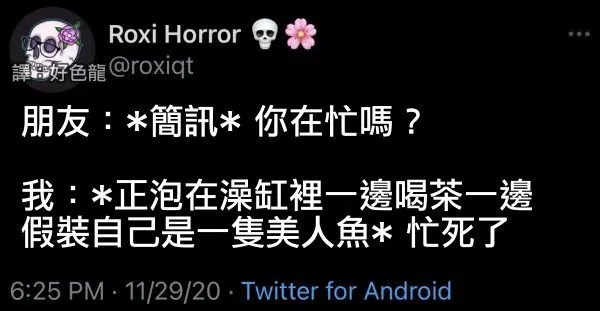 Roxi Horror 💀🌸
譯者 好色龍
@roxiqt
朋友：*簡訊* 你在忙嗎？
我：*正泡在澡缸裡一邊喝茶一邊
假裝自己是一隻美人魚* 忙死了
6:25 PM · 11/29/20 · Twitter for Android